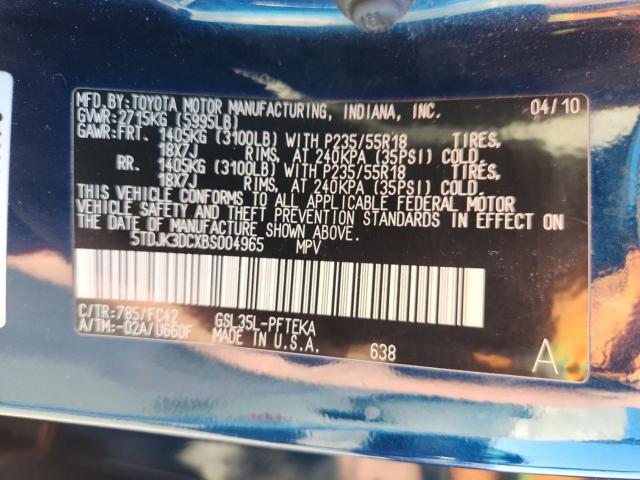 MFD.BY:TOYOTA MOTOR MANUFACTURING, INDIANA, INC. 04/10
GVWR:2715KG (5995LB)
GAWR:FRT. 1405KG (3100LB) WITH P235/55R18 TIRES,
18X7J RIMS, AT 240KPA (35PSI) COLD.
RR. 1405KG (3100LB) WITH P235/55R18 TIRES,
18X7J RIMS, AT 240KPA (35PSI) COLD.
THIS VEHICLE CONFORMS TO ALL APPLICABLE FEDERAL MOTOR
VEHICLE SAFETY AND THEFT PREVENTION STANDARDS IN EFFECT ON
THE DATE OF MANUFACTURE SHOWN ABOVE.
5TDJK3DCXBS004965 MPV
C/TR:785/FC42 GSL35L-PFTEKA
A/TM:-02A/U660F MADE IN U.S.A. 638 A